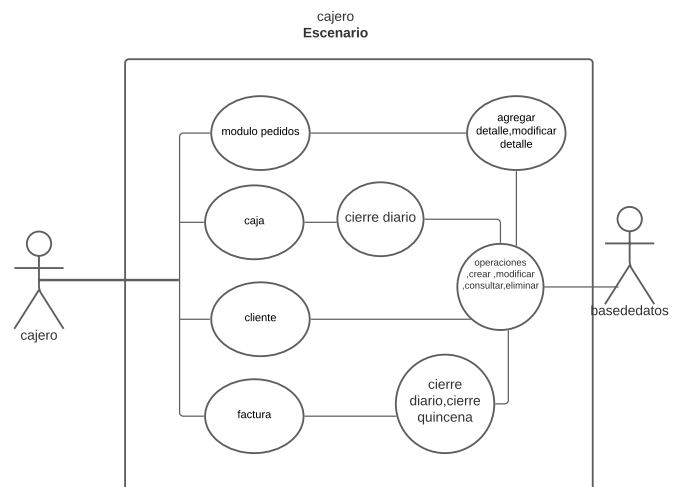 cajero
Escenario
modulo pedidos
agregar
detalle,modificar
detalle
caja
cierre diario
operaciones
,crear ,modificar
,consultar,eliminar
cajero
basededatos
cliente
cierre
diario,cierre
quincena
factura